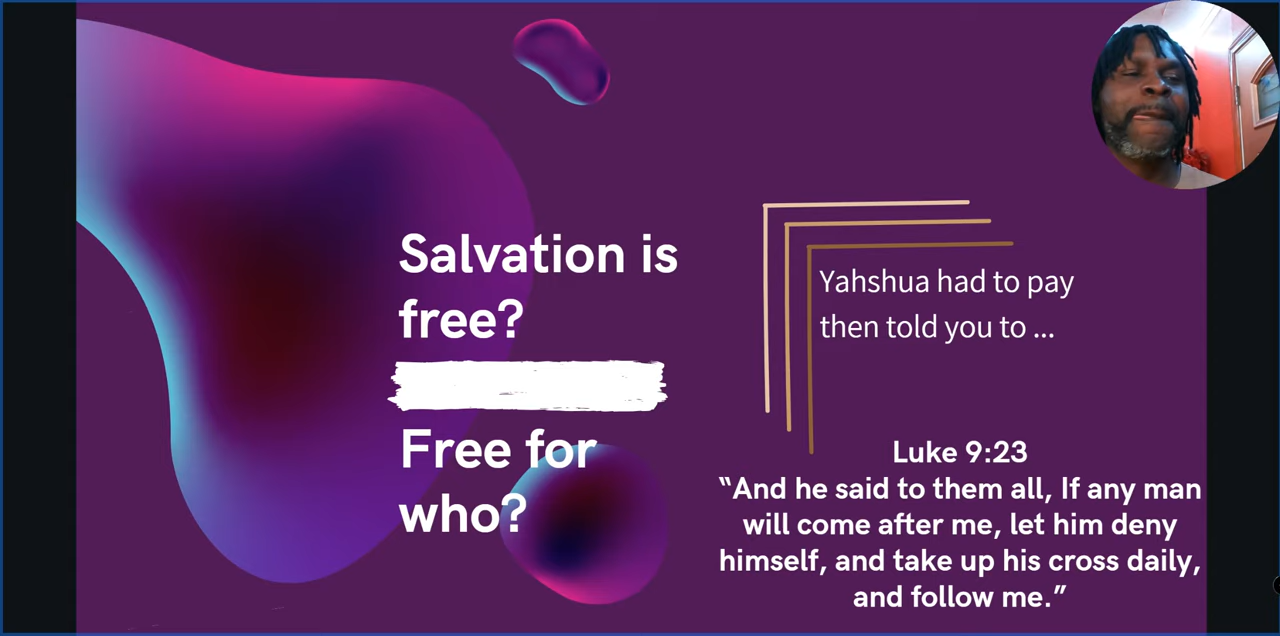 Salvation is
free?
Free for
who?
Yahshua had to pay
then told you to ...
Luke 9:23
“And he said to them all, If any man
will come after me, let him deny
himself, and take up his cross daily,
and follow me.”